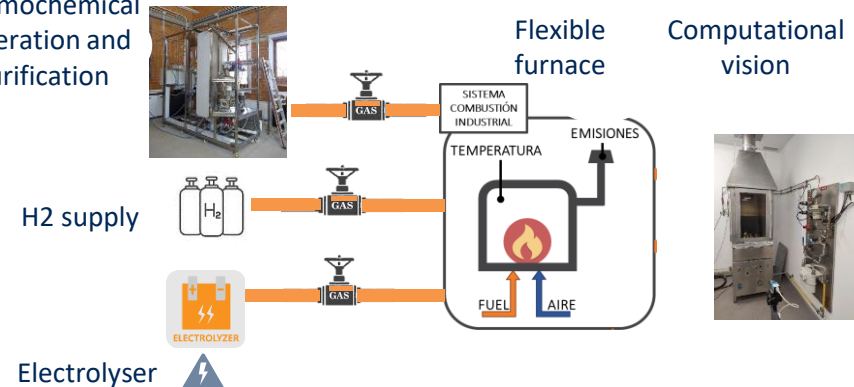 mochemical
eration and
urification
Flexible
furnace
Computational
vision
GAS
SISTEMA
COMBUSTIÓN
INDUSTRIAL
TEMPERATURA
EMISIONES
H2 supply
H2
GAS
GAS
ELECTROLYZER
FUEL
AIRE
Electrolyser